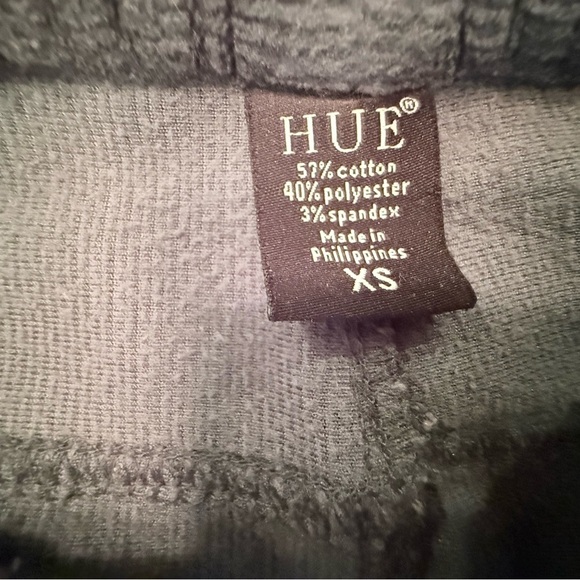 HUE®
57% cotton
40% polyester
3% spandex
Made in
Philippines
XS